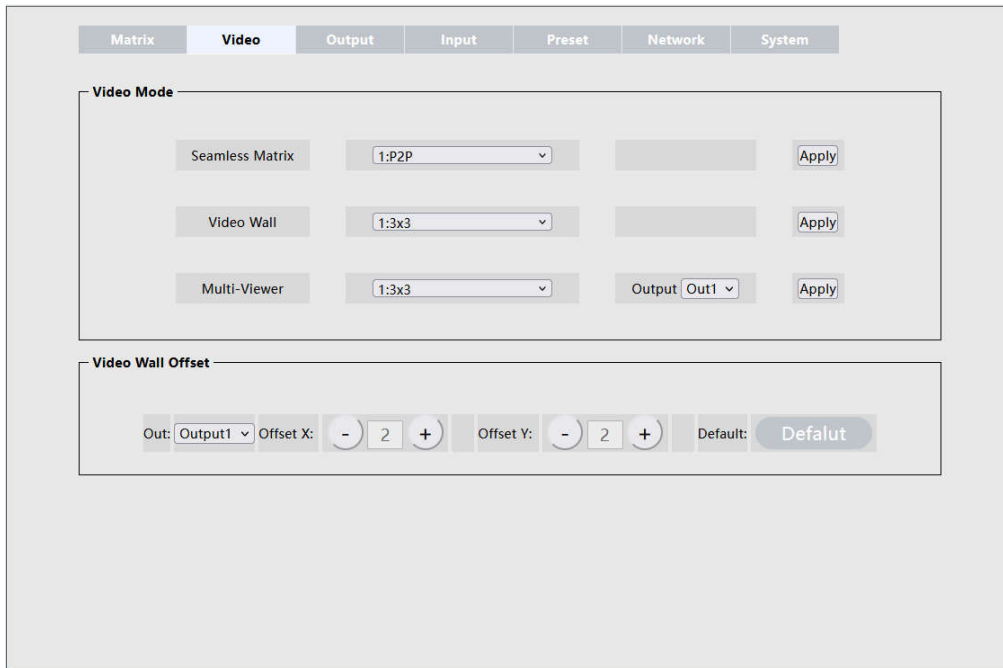 Matrix Video Output Input Preset Network System
Video Mode
Seamless Matrix 1:P2P Apply
Video Wall 1:3x3 Apply
Multi-Viewer 1:3x3 Output Out1 Apply
Video Wall Offset
Out: Output1 Offset X: - 2 + Offset Y: - 2 + Default: Defalut